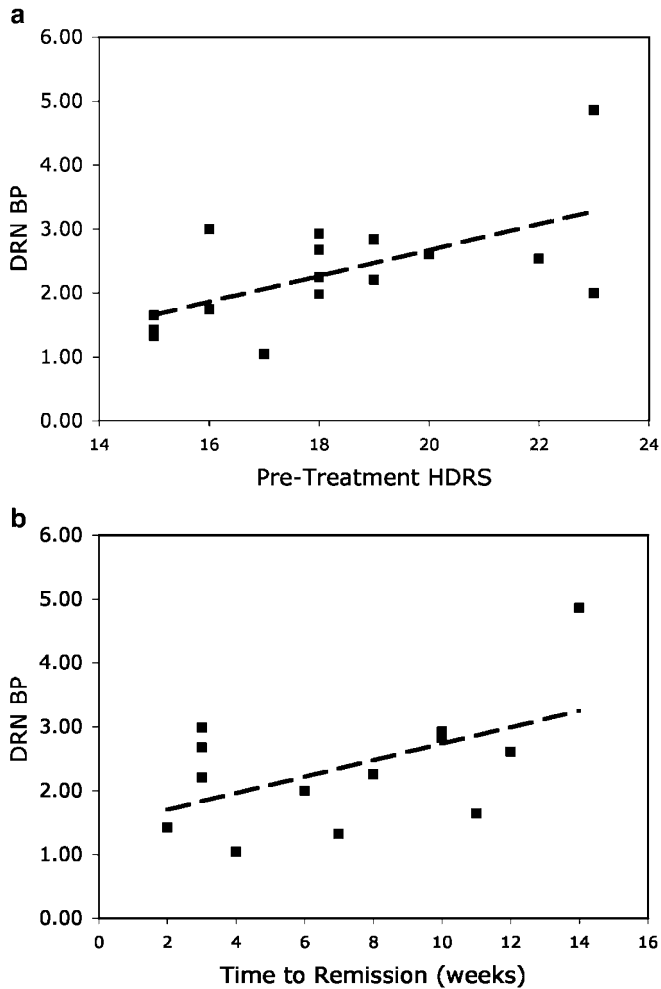 a
6.00
5.00
4.00
3.00
2.00
1.00
0.00
DRN BP
14 16 18 20 22 24
Pre-Treatment HDRS
b
6.00
5.00
4.00
3.00
2.00
1.00
0.00
DRN BP
0 2 4 6 8 10 12 14 16
Time to Remission (weeks)